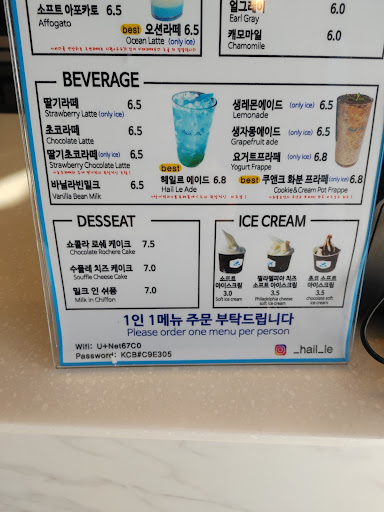 소프트 아포카토 6.5
Affogato
best 오션라떼 6.5
Ocean Latte (only ice)
얼그레이 6.0
Earl Gray
캐모마일 6.0
Chamomile
BEVERAGE
딸기라떼 6.5
Strawberry Latte (only ice)
초코라떼 6.5
Chocolate Latte
딸기초코라떼 (only ice) 6.5
Strawberry Chocolate Latte
바닐라빈밀크 6.5
Vanilla Bean Milk
best
헤일르 에이드 6.8
Hail Le Ade
생레몬에이드 (only ice) 6.5
Lemonade
생자몽에이드 (only ice) 6.5
Grapefruit ade
요거트프라페 (only ice) 6.8
Yogurt Frappe
best 쿠앤크 화분 프라페 (only ice) 6.8
Cookie&Cream Pot Frappe
DESSEAT
쇼콜라 로쉐 케이크 7.5
Chocolate Rochere Cake
수플레 치즈 케이크 7.0
Souffle Cheese Cake
밀크 인 쉬퐁 7.0
Milk in Chiffon
ICE CREAM
소프트
아이스크림
3.0
Soft ice cream
필라델피아 치즈
소프트 아이스크림
3.5
Philadelphia cheese
soft ice cream
초코 소프트
아이스크림
3.5
chocolate soft
ice cream
1인 1메뉴 주문 부탁드립니다
Please order one menu per person
Wifi: U+Net67C0
Password: KCB#C9E305
_hail_le